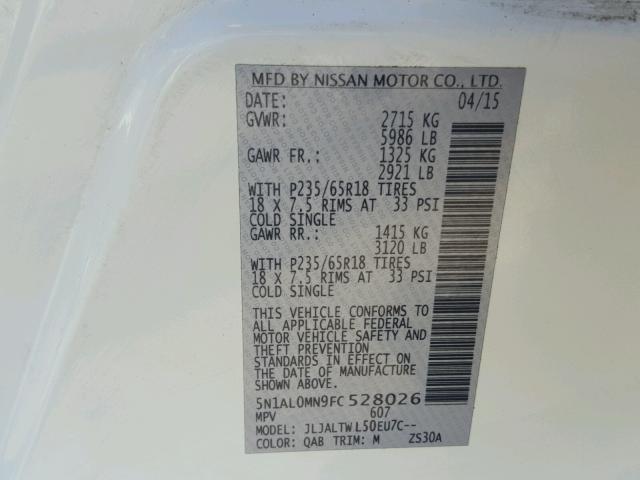 MFD BY NISSAN MOTOR CO., LTD.
DATE: 04/15
GVWR: 2715 KG
5986 LB
GAWR FR.: 1325 KG
2921 LB
WITH P235/65R18 TIRES
18 X 7.5 RIMS AT 33 PSI
COLD SINGLE
GAWR RR.: 1415 KG
3120 LB
WITH P235/65R18 TIRES
18 X 7.5 RIMS AT 33 PSI
COLD SINGLE
THIS VEHICLE CONFORMS TO
ALL APPLICABLE FEDERAL
MOTOR VEHICLE SAFETY AND
THEFT PREVENTION
STANDARDS IN EFFECT ON
THE DATE OF MANUFACTURE
SHOWN ABOVE.
5N1AL0MN9FC528026
MPV 607
MODEL: JLJALTWL50EU7C--
COLOR: QAB TRIM: M ZS30A